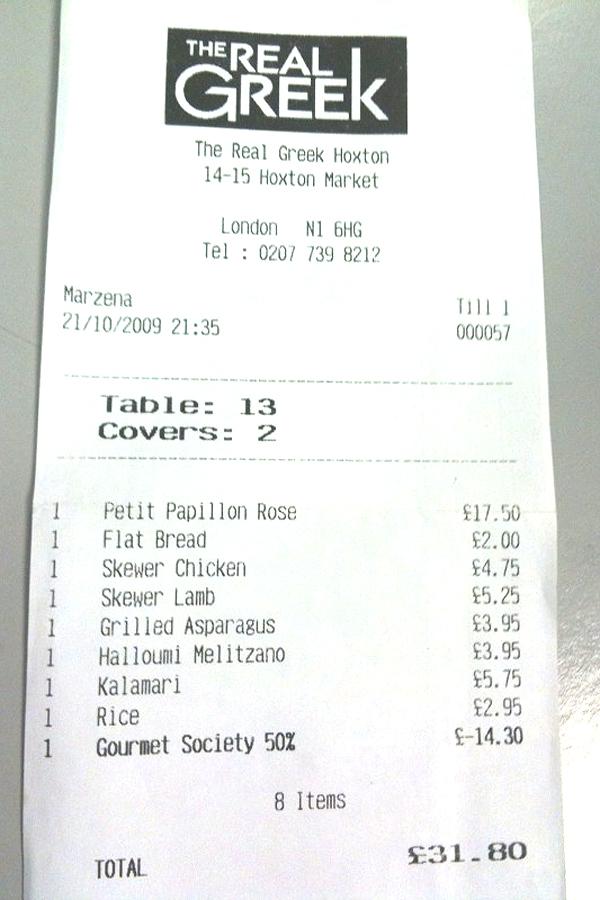 THE REAL
GREEK
The Real Greek Hoxton
14-15 Hoxton Market
London N1 6HG
Tel : 0207 739 8212
Marzena Till 1
21/10/2009 21:35 000057
Table: 13
Covers: 2
1 Petit Papillon Rose £17.50
1 Flat Bread £2.00
1 Skewer Chicken £4.75
1 Skewer Lamb £5.25
1 Grilled Asparagus £3.95
1 Halloumi Melitzano £3.95
1 Kalamari £5.75
1 Rice £2.95
1 Gourmet Society 50% £-14.30
8 Items
TOTAL £31.80